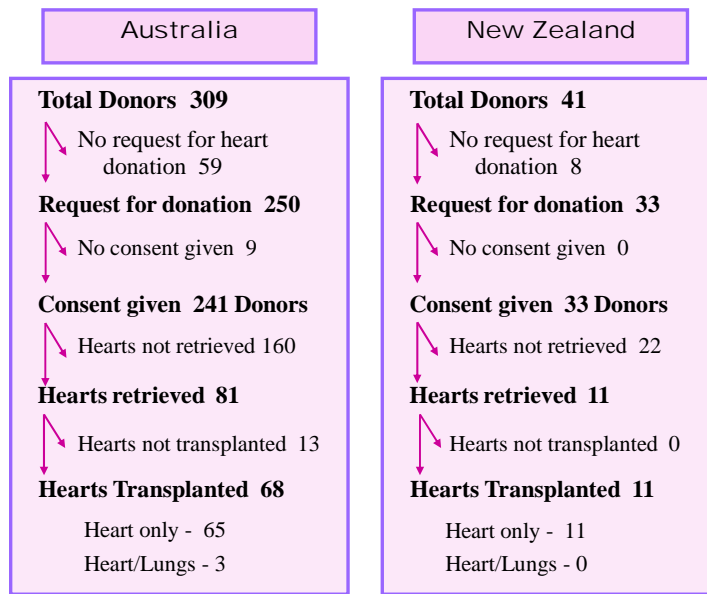 Australia
Total Donors 309
No request for heart
donation 59
Request for donation 250
No consent given 9
Consent given 241 Donors
Hearts not retrieved 160
Hearts retrieved 81
Hearts not transplanted 13
Hearts Transplanted 68
Heart only - 65
Heart/Lungs - 3
New Zealand
Total Donors 41
No request for heart
donation 8
Request for donation 33
No consent given 0
Consent given 33 Donors
Hearts not retrieved 22
Hearts retrieved 11
Hearts not transplanted 0
Hearts Transplanted 11
Heart only - 11
Heart/Lungs - 0